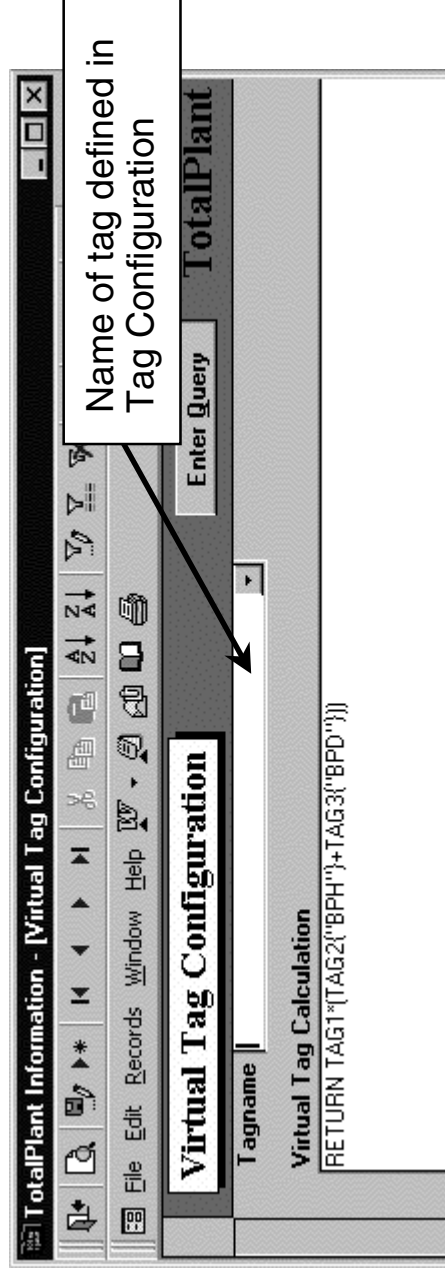 TotalPlant Information - [Virtual Tag Configuration]
File Edit Records Window Help
Virtual Tag Configuration
Enter Query
TotalPlant
Name of tag defined in
Tag Configuration
Tagname
Virtual Tag Calculation
RETURN TAG1*(TAG2{"BPH"}+TAG3{"BPD"}))